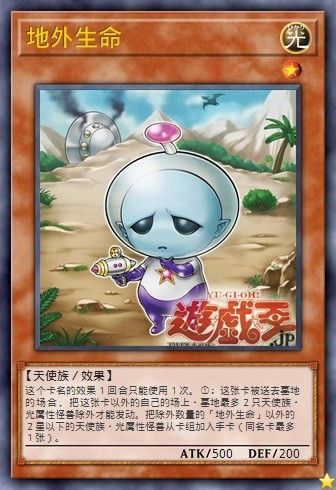 地外生命
光
YU-GI-OH!
遊戯王
.JP
【天使族／效果】
这个卡名的效果１回合只能使用１次。①：这张卡被送去墓地
的场合，把这张卡以外的自己的场上・墓地最多２只天使族・
光属性怪兽除外才能发动。把除外数量的「地外生命」以外的
２星以下的天使族・光属性怪兽从卡组加入手卡（同名卡最多
１张）。
ATK/500 DEF/200